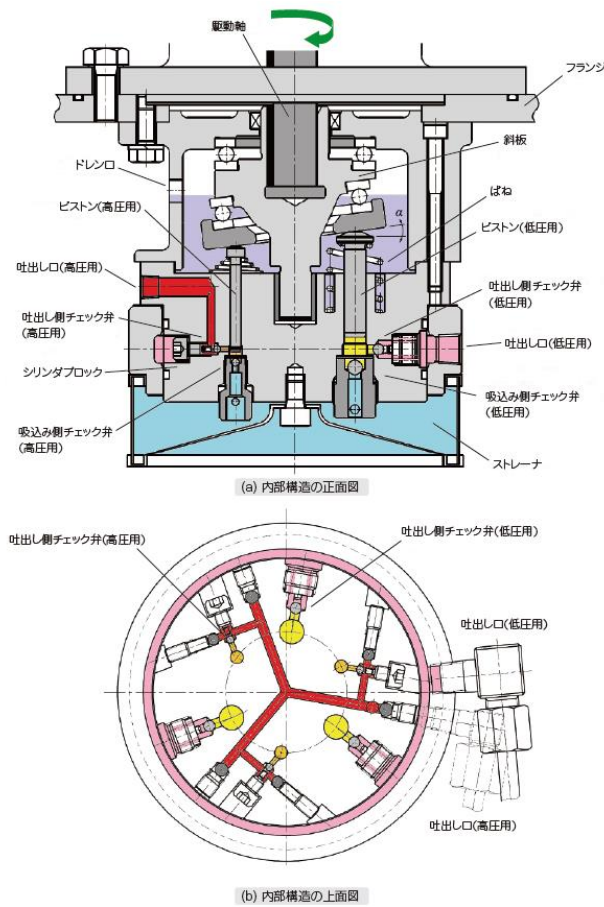 駆動軸
フランジ
斜板
ドレン口
ばね
ピストン(高圧用)
α
ピストン(低圧用)
吐出し口(高圧用)
吐出し側チェック弁
(低圧用)
吐出し側チェック弁
(高圧用)
吐出し口(低圧用)
シリンダブロック
吸込み側チェック弁
(低圧用)
吸込み側チェック弁
(高圧用)
ストレーナ
(a) 内部構造の正面図
吐出し側チェック弁(高圧用)
吐出し側チェック弁(低圧用)
吐出し口(低圧用)
吐出し口(高圧用)
(b) 内部構造の上面図